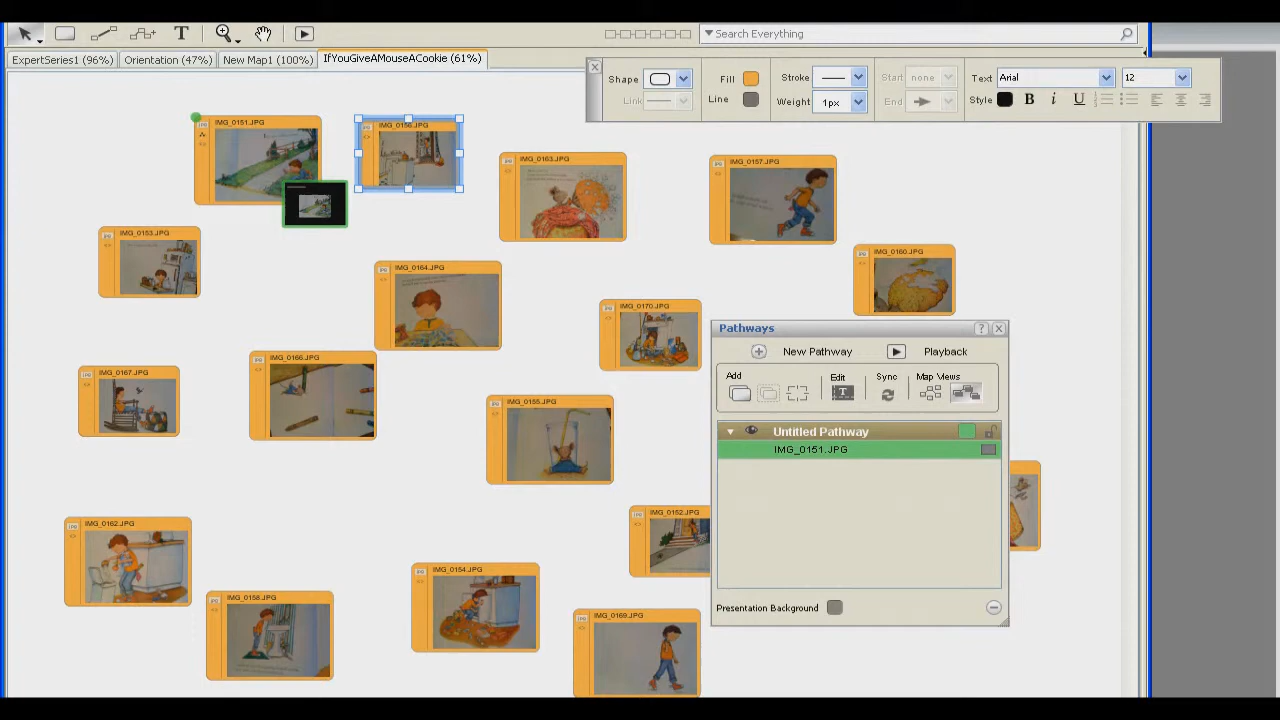 T
Search Everything
ExpertSeries1 (96%)
Orientation (47%)
New Map1 (100%)
IfYouGiveAMouseACookie (61%)
Shape
Link
Fill
Line
Stroke
Weight
1px
Start
none
End
Text
Arial
12
Style
B
i
U
IMG_0151.JPG
IMG_0156.JPG
IMG_0163.JPG
IMG_0157.JPG
IMG_0153.JPG
IMG_0164.JPG
IMG_0160.JPG
IMG_0170.JPG
IMG_0167.JPG
IMG_0166.JPG
IMG_0155.JPG
IMG_0152.JPG
IMG_0162.JPG
IMG_0158.JPG
IMG_0154.JPG
IMG_0169.JPG
Pathways
?
New Pathway
Playback
Add
Edit
Sync
Map Views
T
Untitled Pathway
IMG_0151.JPG
Presentation Background